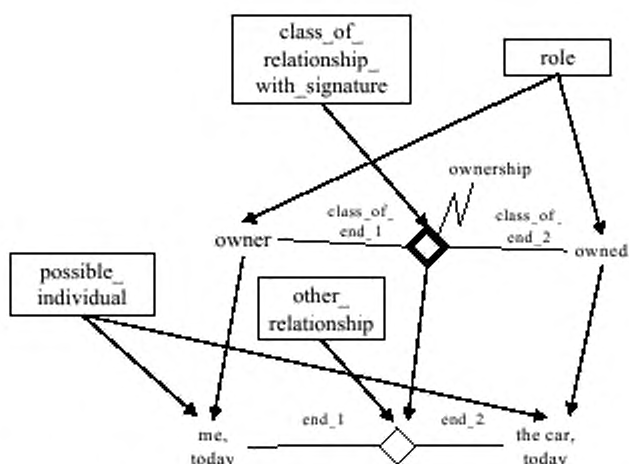 class_of_
relationship_
with_signature
role
ownership
class_of_
end_1
class_of_
end_2
owner
owned
possible_
individual
other_
relationship
end_1
end_2
me,
today
the car,
today